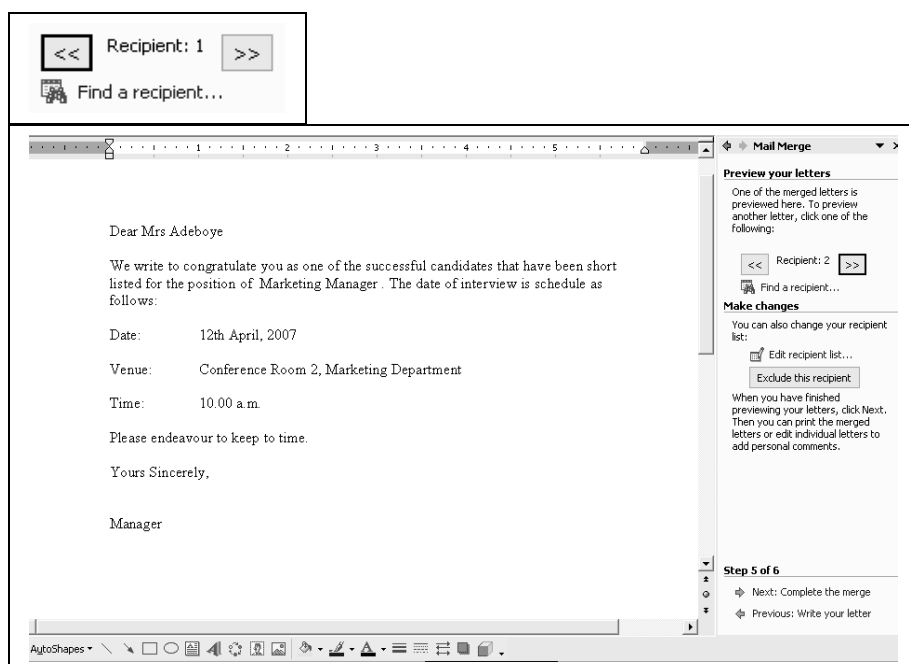 << Recipient: 1 >>
Find a recipient...
1 2 3 4 5
Mail Merge
Dear Mrs Adeboye
We write to congratulate you as one of the successful candidates that have been short
listed for the position of Marketing Manager . The date of interview is schedule as
follows:
Date: 12th April, 2007
Venue: Conference Room 2, Marketing Department
Time: 10.00 a.m.
Please endeavour to keep to time.
Yours Sincerely,
Manager
Preview your letters
One of the merged letters is
previewed here. To preview
another letter, click one of the
following:
<< Recipient: 2 >>
Find a recipient...
Make changes
You can also change your recipient
list:
Edit recipient list...
Exclude this recipient
When you have finished
previewing your letters, click Next.
Then you can print the merged
letters or edit individual letters to
add personal comments.
Step 5 of 6
Next: Complete the merge
Previous: Write your letter
AutoShapes